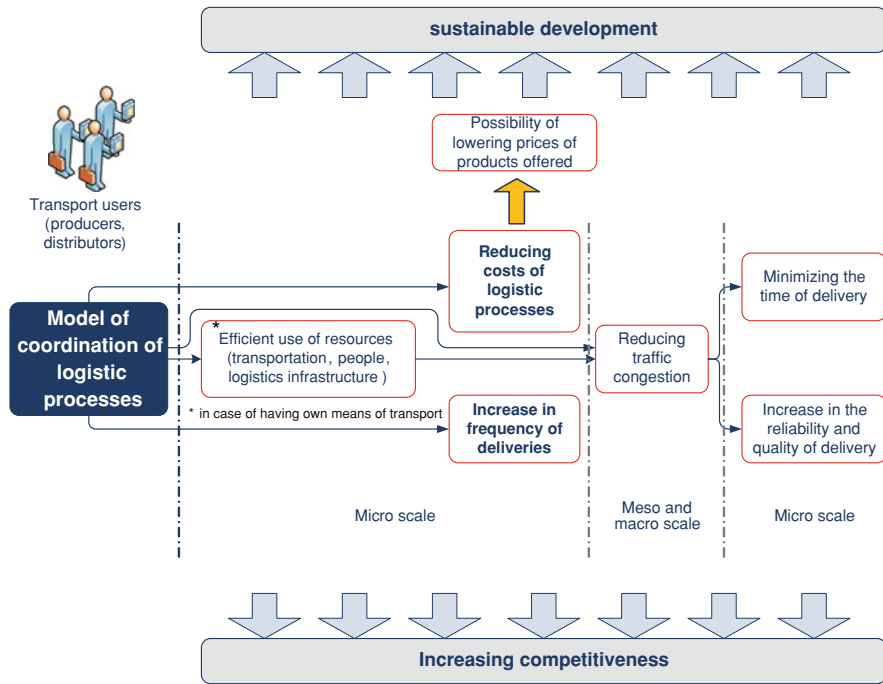 sustainable development
Possibility of
lowering prices of
products offered
Transport users
(producers,
distributors)
Reducing
costs of
logistic
processes
Minimizing the
time of delivery
Model of
coordination of
logistic
processes
*
Efficient use of resources
(transportation, people,
logistics infrastructure )
Reducing
traffic
congestion
* in case of having own means of transport
Increase in
frequency of
deliveries
Increase in the
reliability and
quality of delivery
Micro scale
Meso and
macro scale
Micro scale
Increasing competitiveness